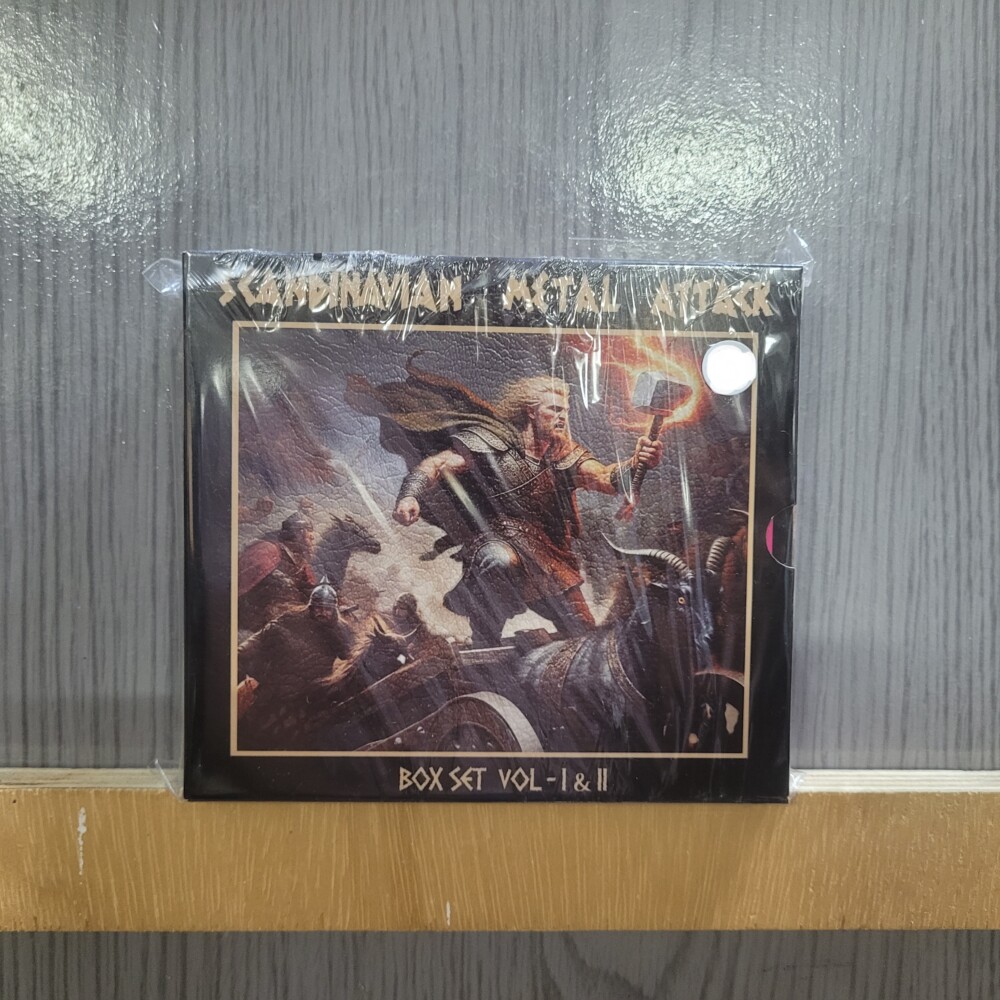 SCANDINAVIAN METAL ATTACK
BOX SET VOL - I & II